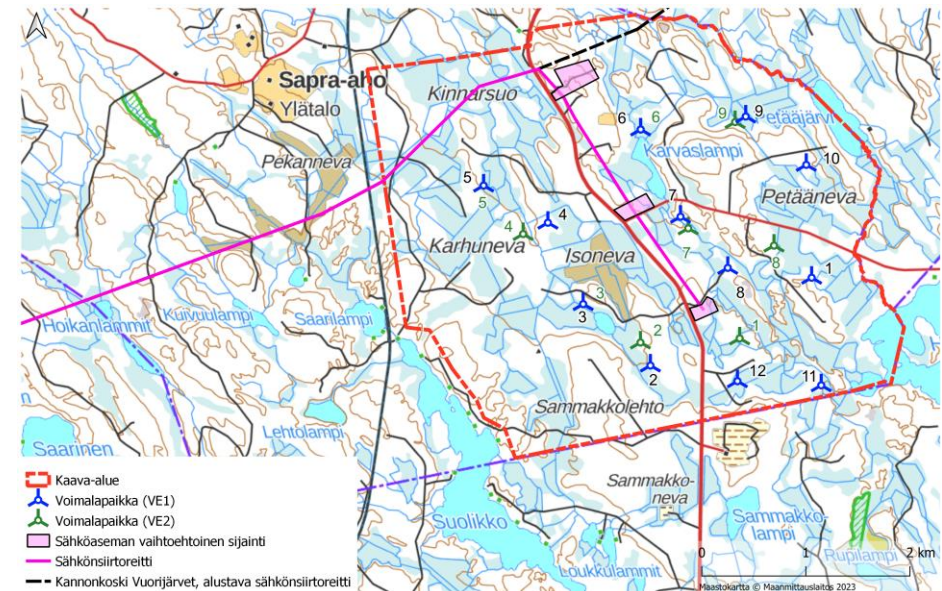 Sapra-aho
Ylätalo
Kinnarsuo
Pekanneva
6
6
9
9
Petääjärvi
Karvaslampi
10
5
5
7
Petääneva
4
4
Karhuneva
Isoneva
7
8
1
8
3
3
Hoikanlammit
Kuivuulampi
Saarilampi
2
1
2
12
11
Sammakkolehto
Lehtolampi
Saarinen
Sammakko-
neva
Suolikko
Sammakko-
lampi
Rupilampi
Loukkulammit
Kaava-alue
Voimalapaikka (VE1)
Voimalapaikka (VE2)
Sähköaseman vaihtoehtoinen sijainti
Sähkönsiirtoreitti
Kannonkoski Vuorijärvet, alustava sähkönsiirtoreitti
0 1 2 km
Maastokartta © Maanmittauslaitos 2023